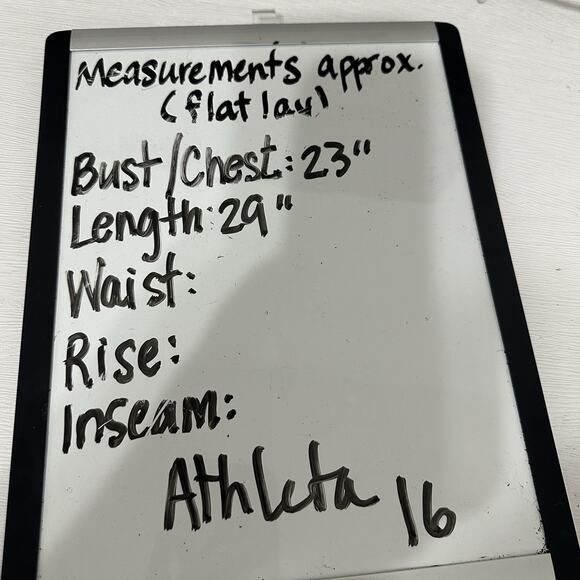 Measurements approx.
(flat lay)
Bust/Chest: 23"
Length: 29"
Waist:
Rise:
Inseam:
Athleta 16